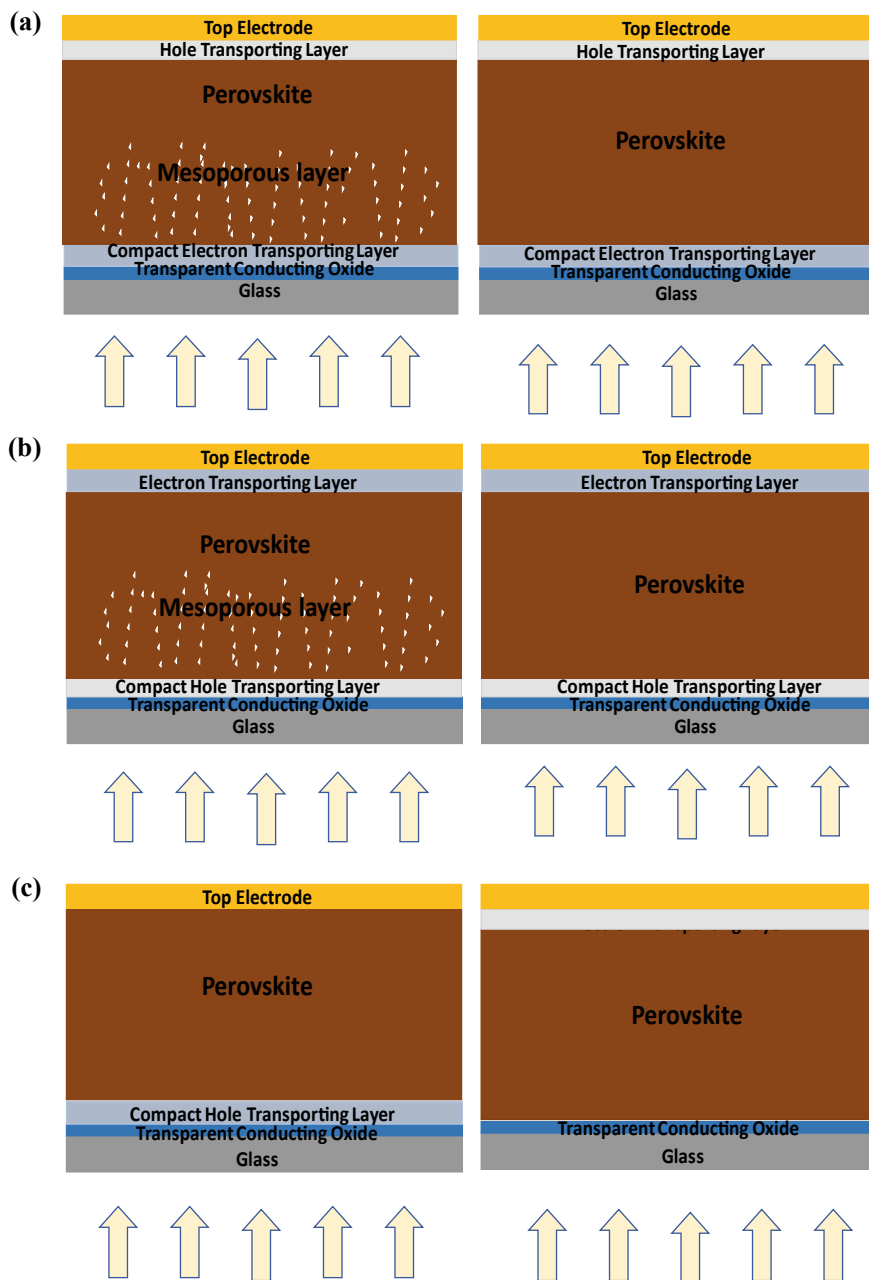 (a)
Top Electrode
Hole Transporting Layer
Perovskite
Mesoporous layer
Compact Electron Transporting Layer
Transparent Conducting Oxide
Glass
Top Electrode
Hole Transporting Layer
Perovskite
Compact Electron Transporting Layer
Transparent Conducting Oxide
Glass
(b)
Top Electrode
Electron Transporting Layer
Perovskite
Mesoporous layer
Compact Hole Transporting Layer
Transparent Conducting Oxide
Glass
Top Electrode
Electron Transporting Layer
Perovskite
Compact Hole Transporting Layer
Transparent Conducting Oxide
Glass
(c)
Top Electrode
Perovskite
Compact Hole Transporting Layer
Transparent Conducting Oxide
Glass
Perovskite
Transparent Conducting Oxide
Glass